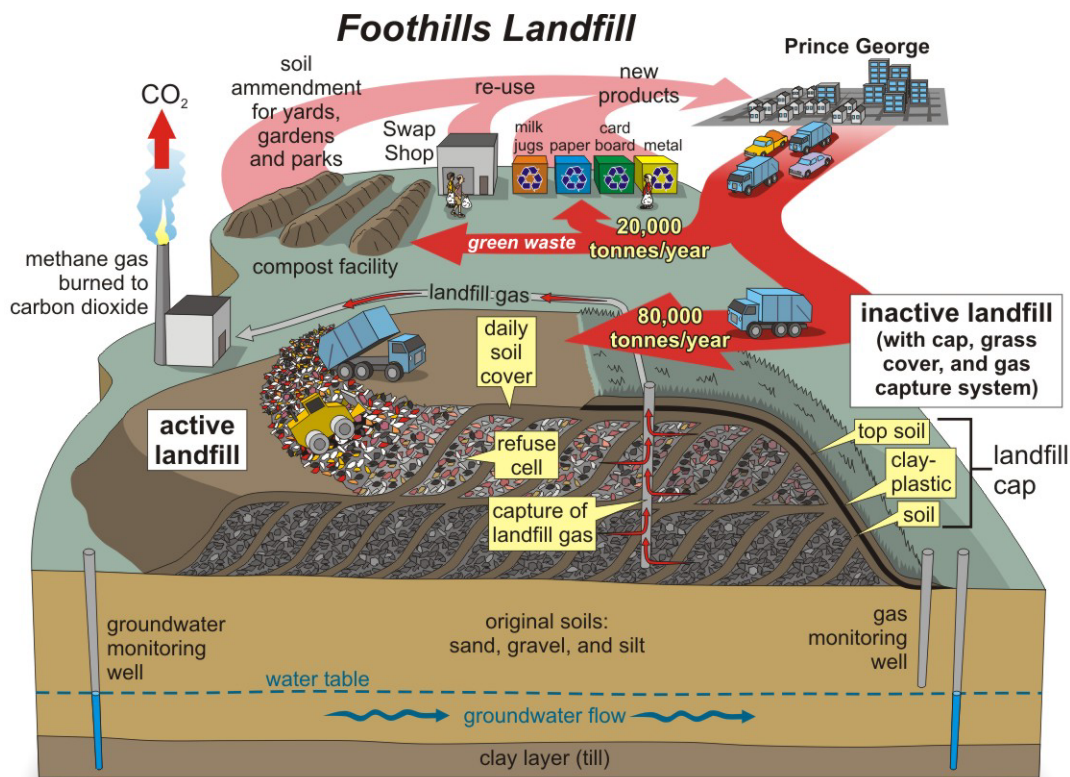 Foothills Landfill
Prince George
CO2
soil
ammendment
for yards,
gardens
and parks
re-use
new
products
Swap
Shop
milk
jugs
paper
card
board
metal
20,000
tonnes/year
green waste
compost facility
methane gas
burned to
carbon dioxide
landfill gas
80,000
tonnes/year
inactive landfill
(with cap, grass
cover, and gas
capture system)
daily
soil
cover
active
landfill
refuse
cell
top soil
clay-
plastic
soil
landfill
cap
capture of
landfill gas
groundwater
monitoring
well
original soils:
sand, gravel, and silt
gas
monitoring
well
water table
groundwater flow
clay layer (till)